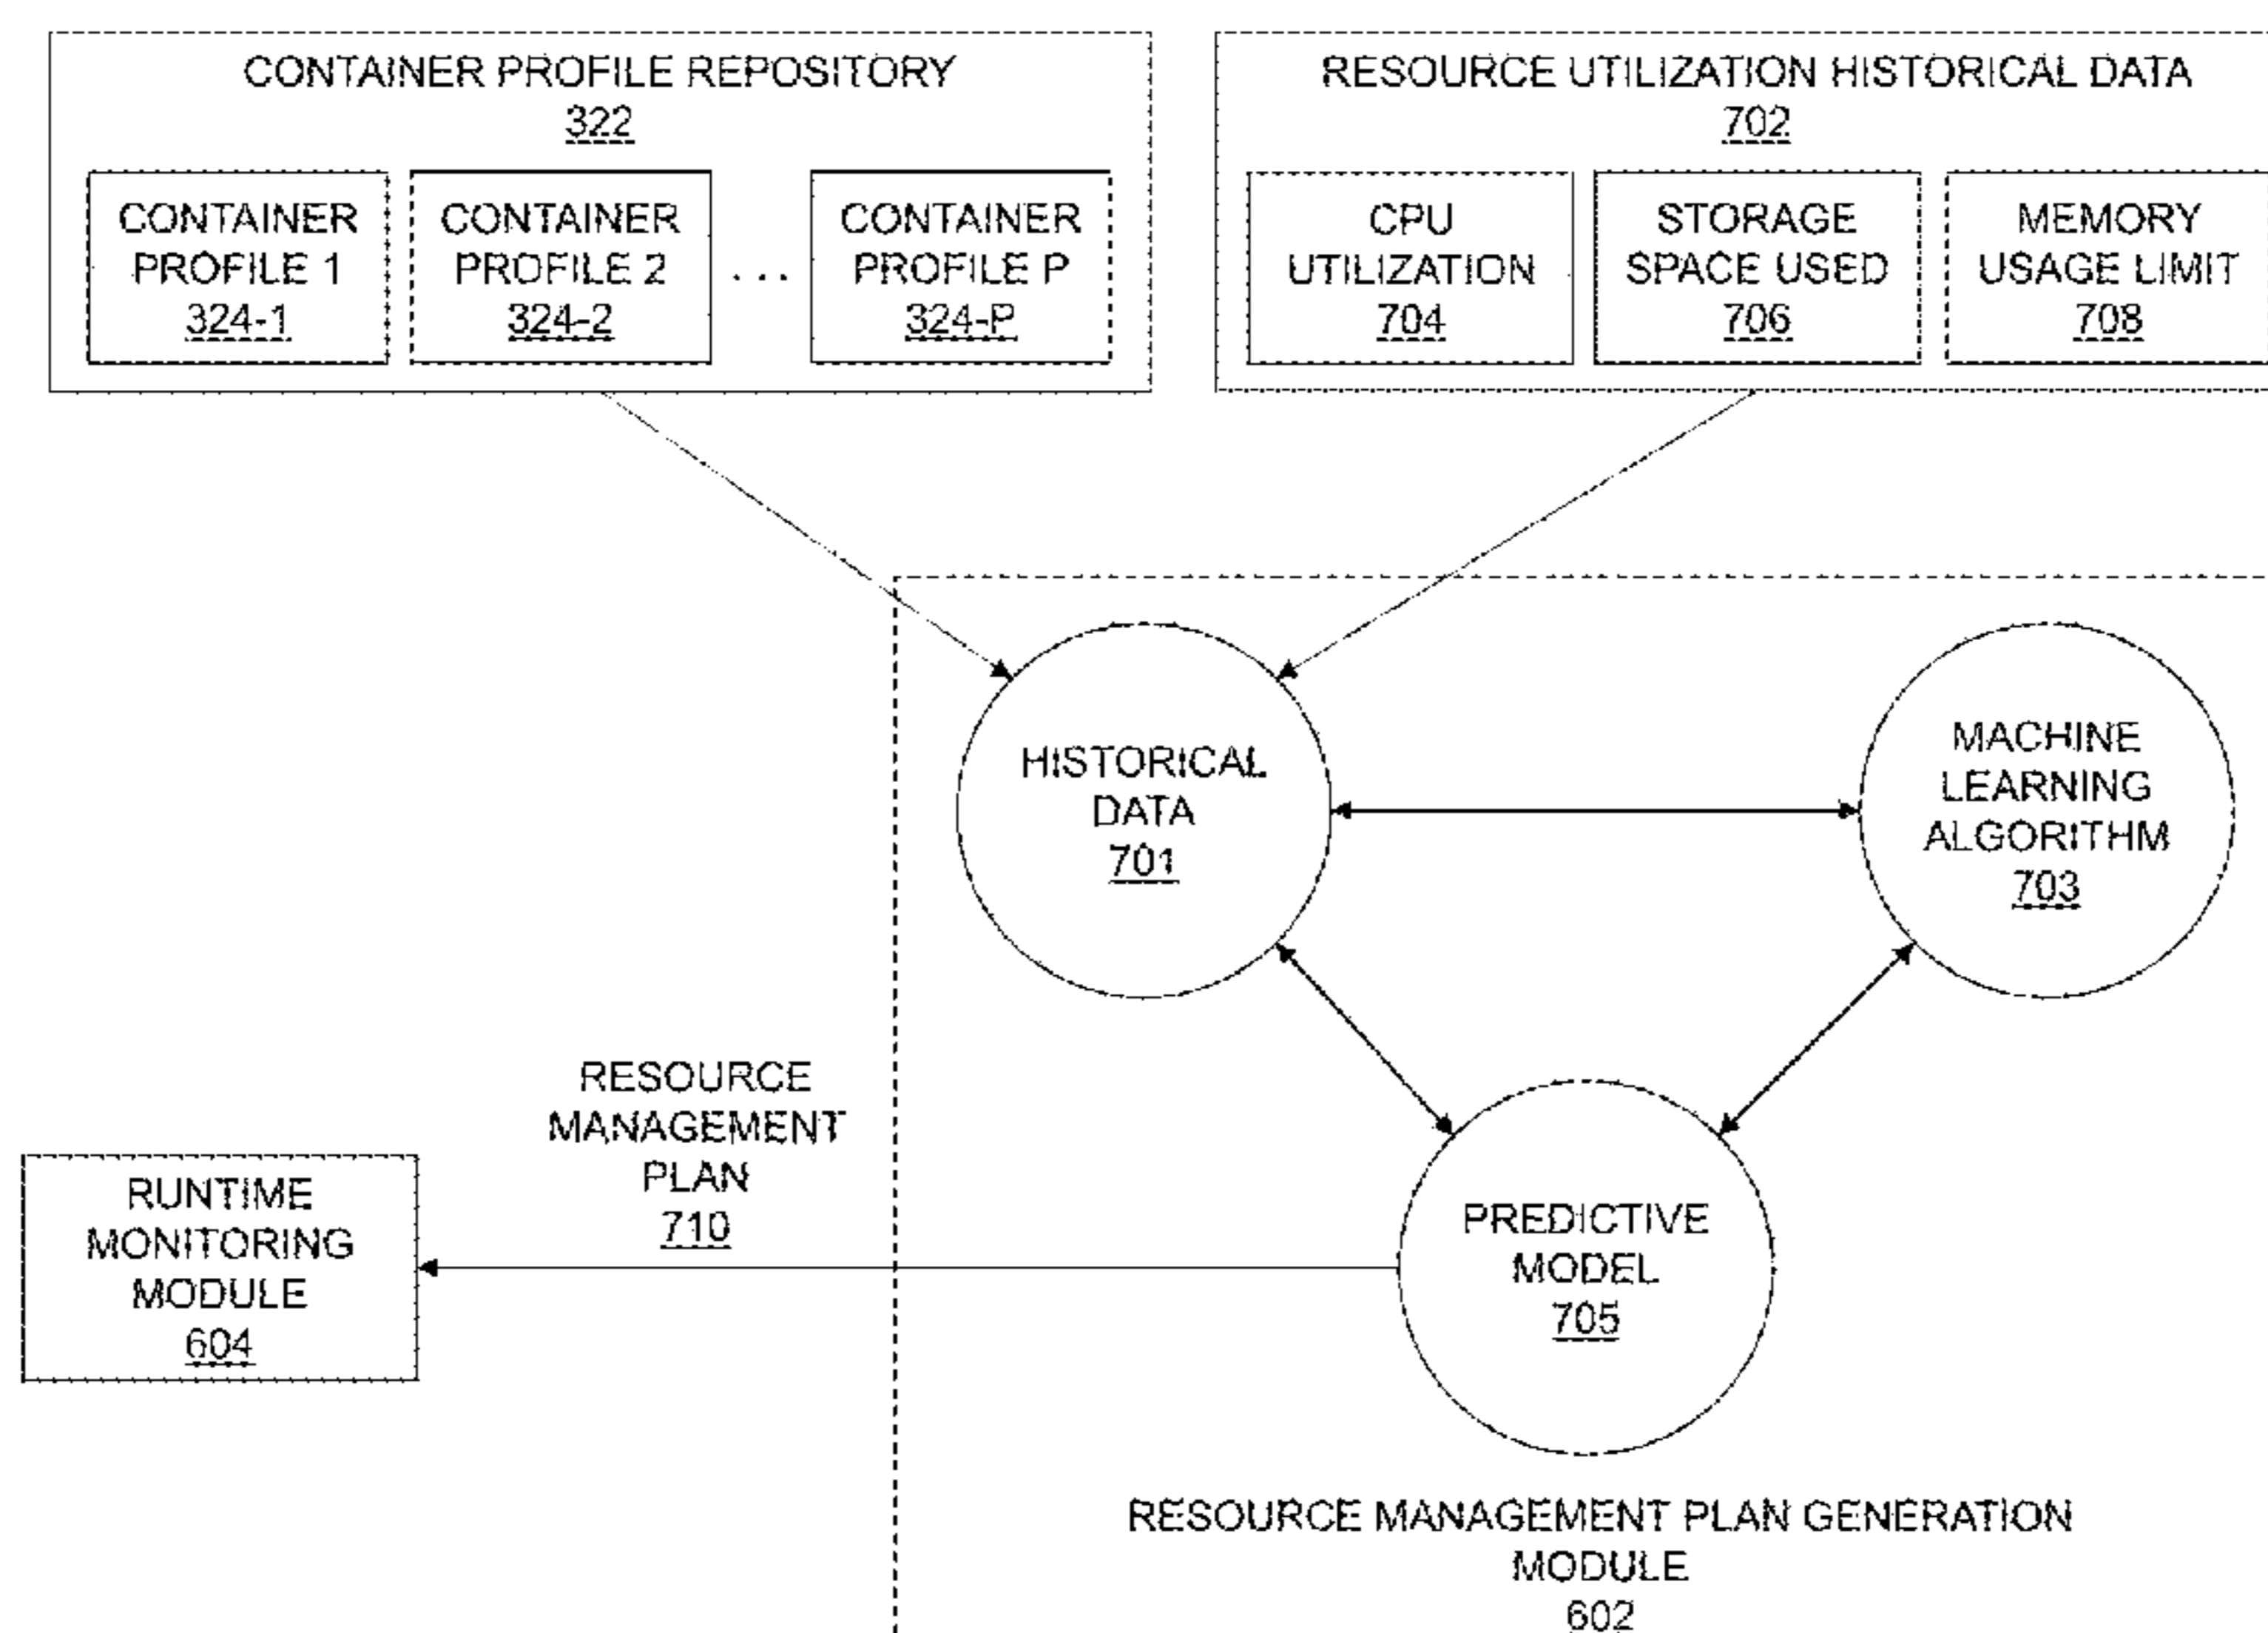 CONTAINER PROFILE REPOSITORY
322
CONTAINER
PROFILE 1
324-1
CONTAINER
PROFILE 2
324-2
...
CONTAINER
PROFILE P
324-P
RESOURCE UTILIZATION HISTORICAL DATA
702
CPU
UTILIZATION
704
STORAGE
SPACE USED
706
MEMORY
USAGE LIMIT
708
HISTORICAL
DATA
701
MACHINE
LEARNING
ALGORITHM
703
RESOURCE
MANAGEMENT
PLAN
710
RUNTIME
MONITORING
MODULE
604
PREDICTIVE
MODEL
705
RESOURCE MANAGEMENT PLAN GENERATION
MODULE
602